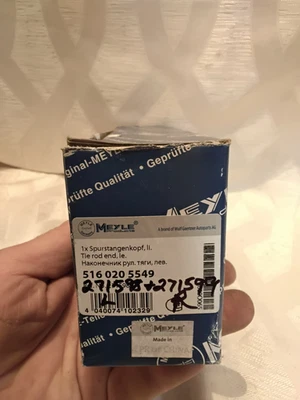 Original-MEYLE
Geprüfte Qualität • Geprüfte
MEYLE
A brand of Wulf Gaertner Autoparts AG
1x Spurstangenkopf, li.
Tie rod end, le.
Наконечник рул. тяги, лев.
516 020 5549
271598+271599
L R
4 040074 102329
MEYLE
Made in